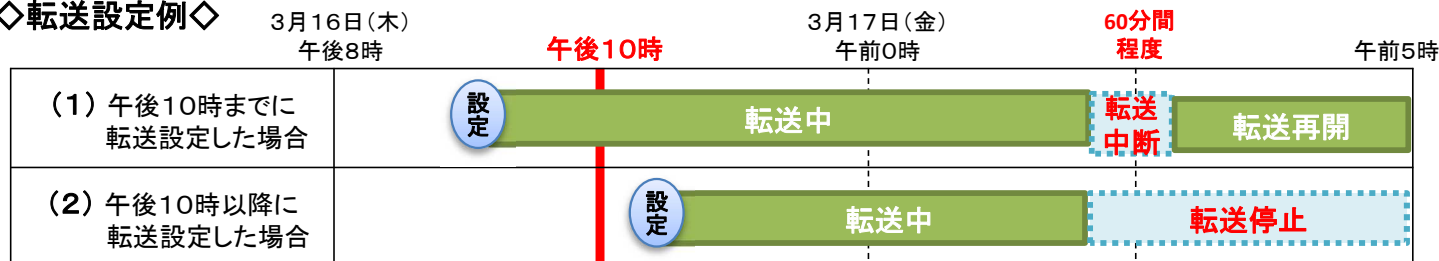 ◇転送設定例◇
3月16日(木)
午後8時
午後10時
3月17日(金)
午前0時
60分間
程度
午前5時
(1) 午後10時までに
転送設定した場合
設定
転送中
転送
中断
転送再開
(2) 午後10時以降に
転送設定した場合
設定
転送中
転送停止